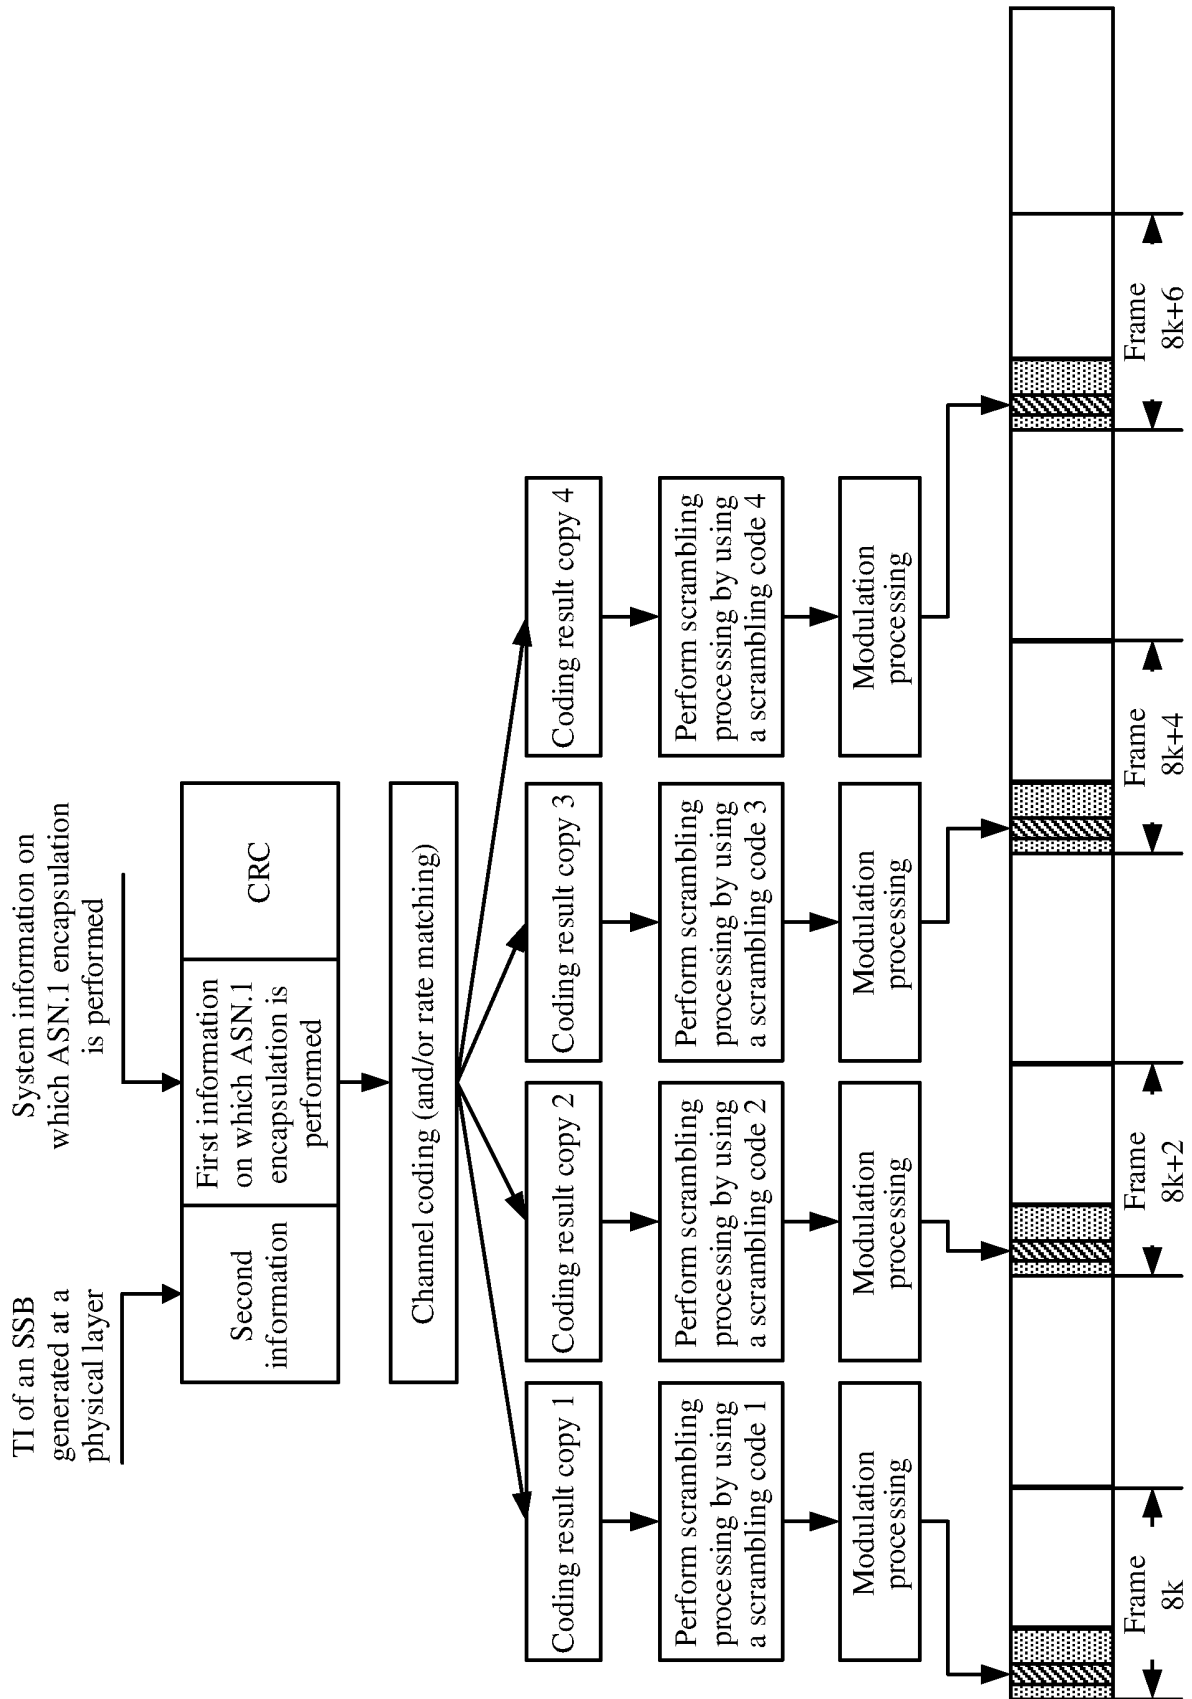 TI of an SSB
generated at a
physical layer
System information on
which ASN.1 encapsulation
is performed
Second
information
First information
on which ASN.1
encapsulation is
performed
CRC
Channel coding (and/or rate matching)
Coding result copy 1
Coding result copy 2
Coding result copy 3
Coding result copy 4
Perform scrambling
processing by using
a scrambling code 1
Perform scrambling
processing by using
a scrambling code 2
Perform scrambling
processing by using
a scrambling code 3
Perform scrambling
processing by using
a scrambling code 4
Modulation
processing
Modulation
processing
Modulation
processing
Modulation
processing
Frame
8k
Frame
8k+2
Frame
8k+4
Frame
8k+6